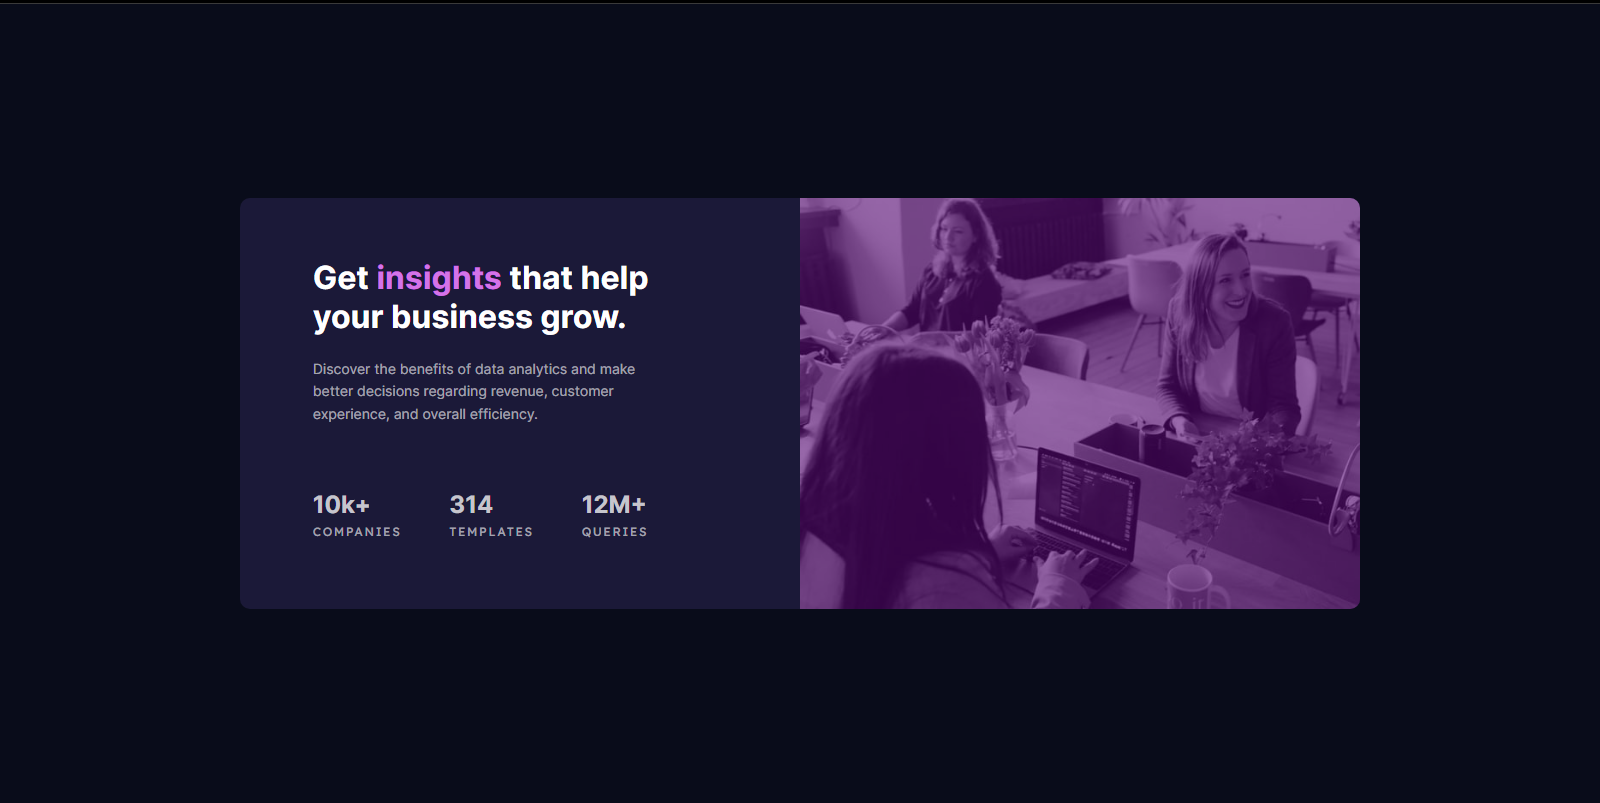 Get insights that help
your business grow.
Discover the benefits of data analytics and make
better decisions regarding revenue, customer
experience, and overall efficiency.
10k+ 314 12M+
COMPANIES TEMPLATES QUERIES